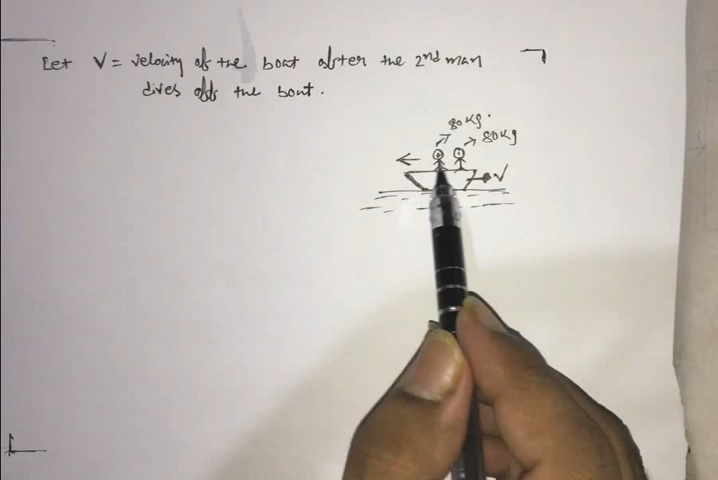 Let V = velocity of the boat after the 2nd man
dives off the boat.
80 kg.
80 kg
V